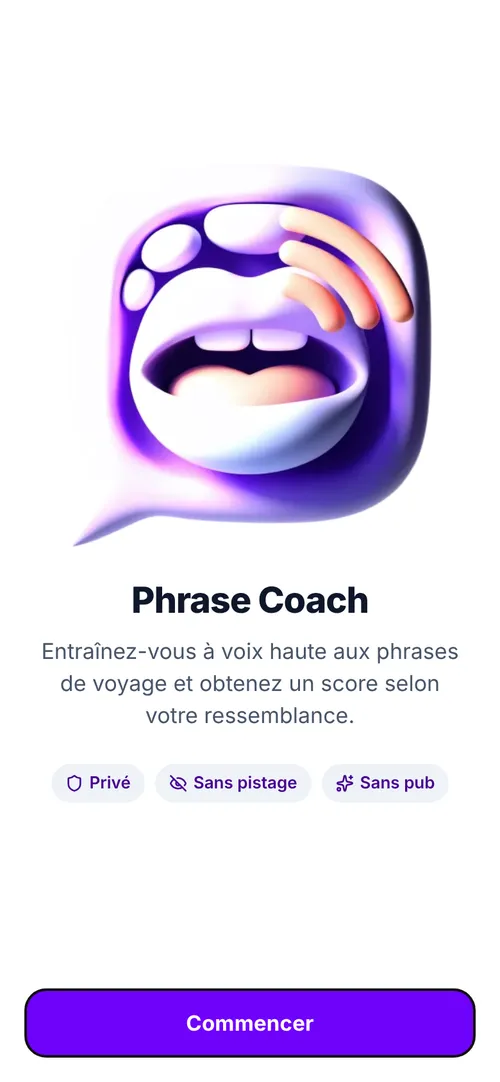 Phrase Coach
Entraînez-vous à voix haute aux phrases
de voyage et obtenez un score selon
votre ressemblance.
Privé
Sans pistage
Sans pub
Commencer